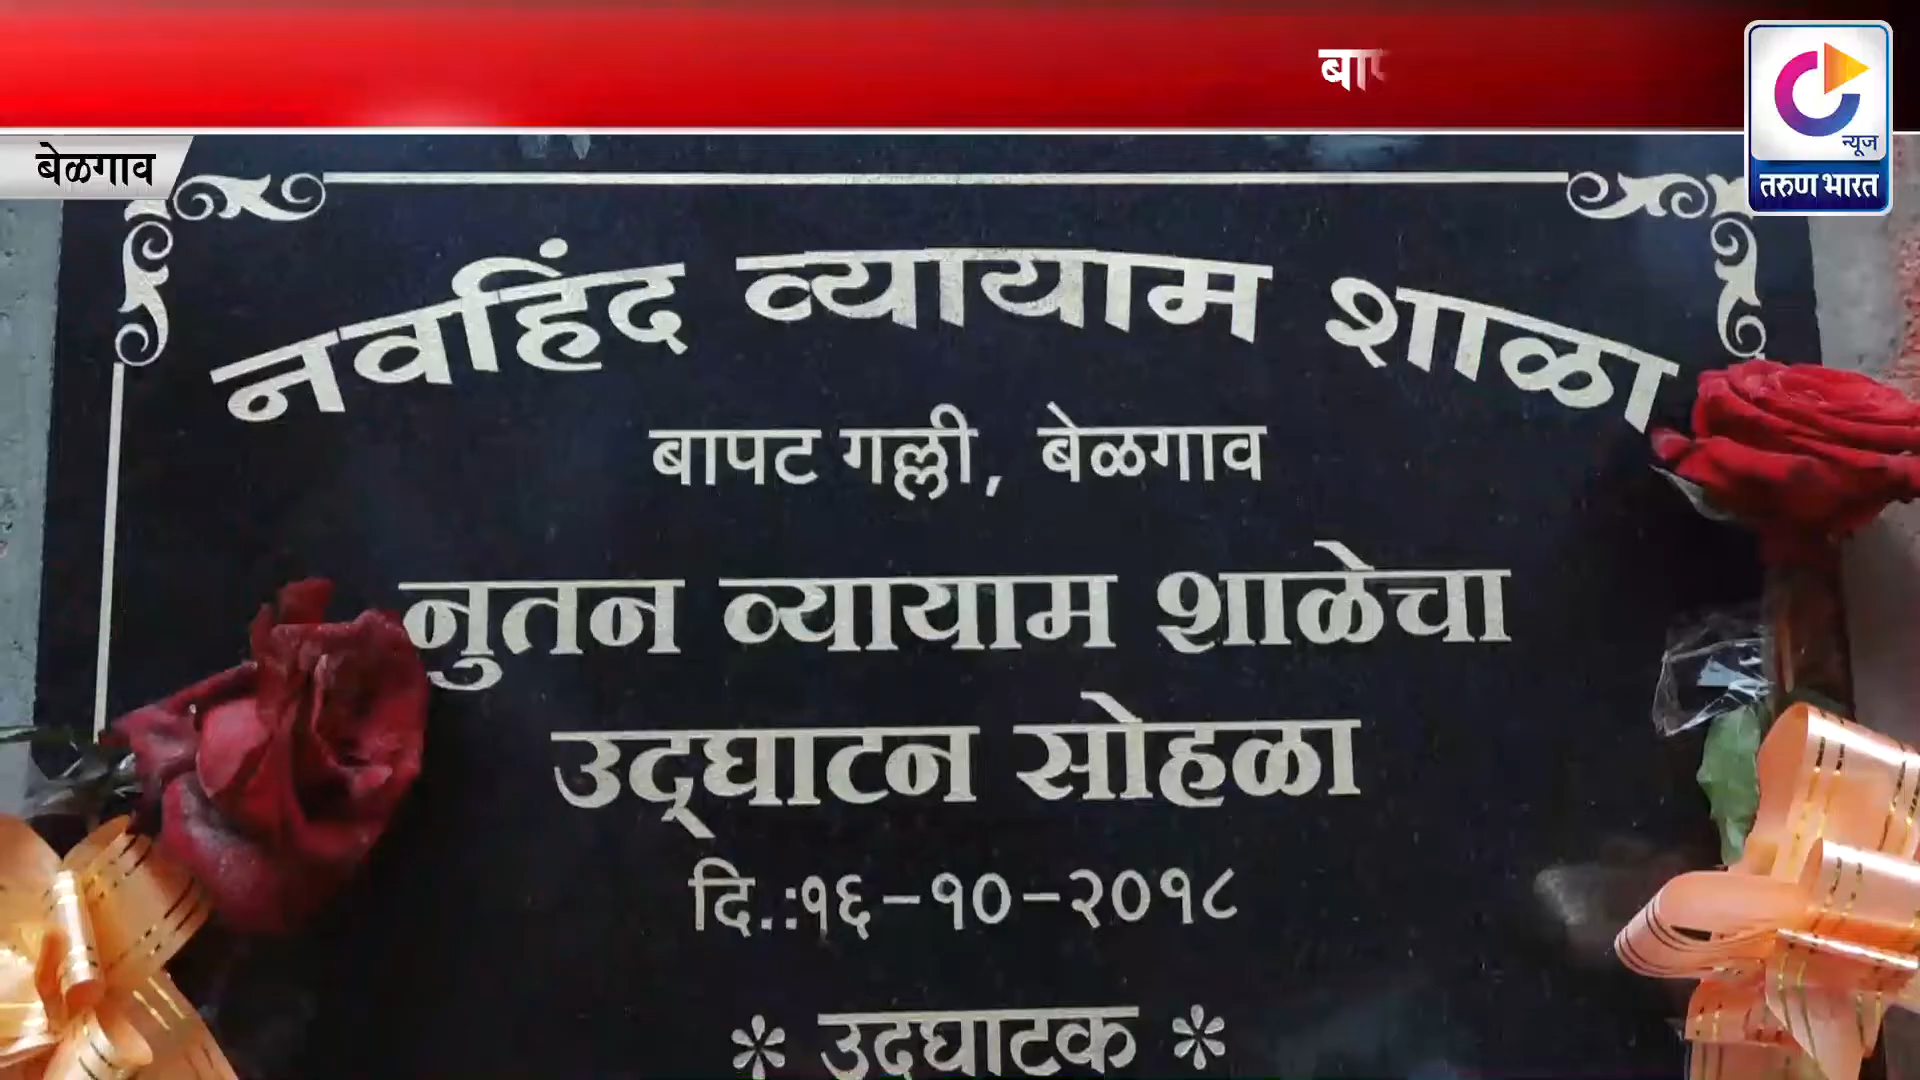 बेळगाव
न्यूज
तरुण भारत
नवहिंद व्यायाम शाळा
बापट गल्ली, बेळगाव
नुतन व्यायाम शाळेचा
उद्घाटन सोहळा
दि.:१६-१०-२०१८
* उदघाटक *